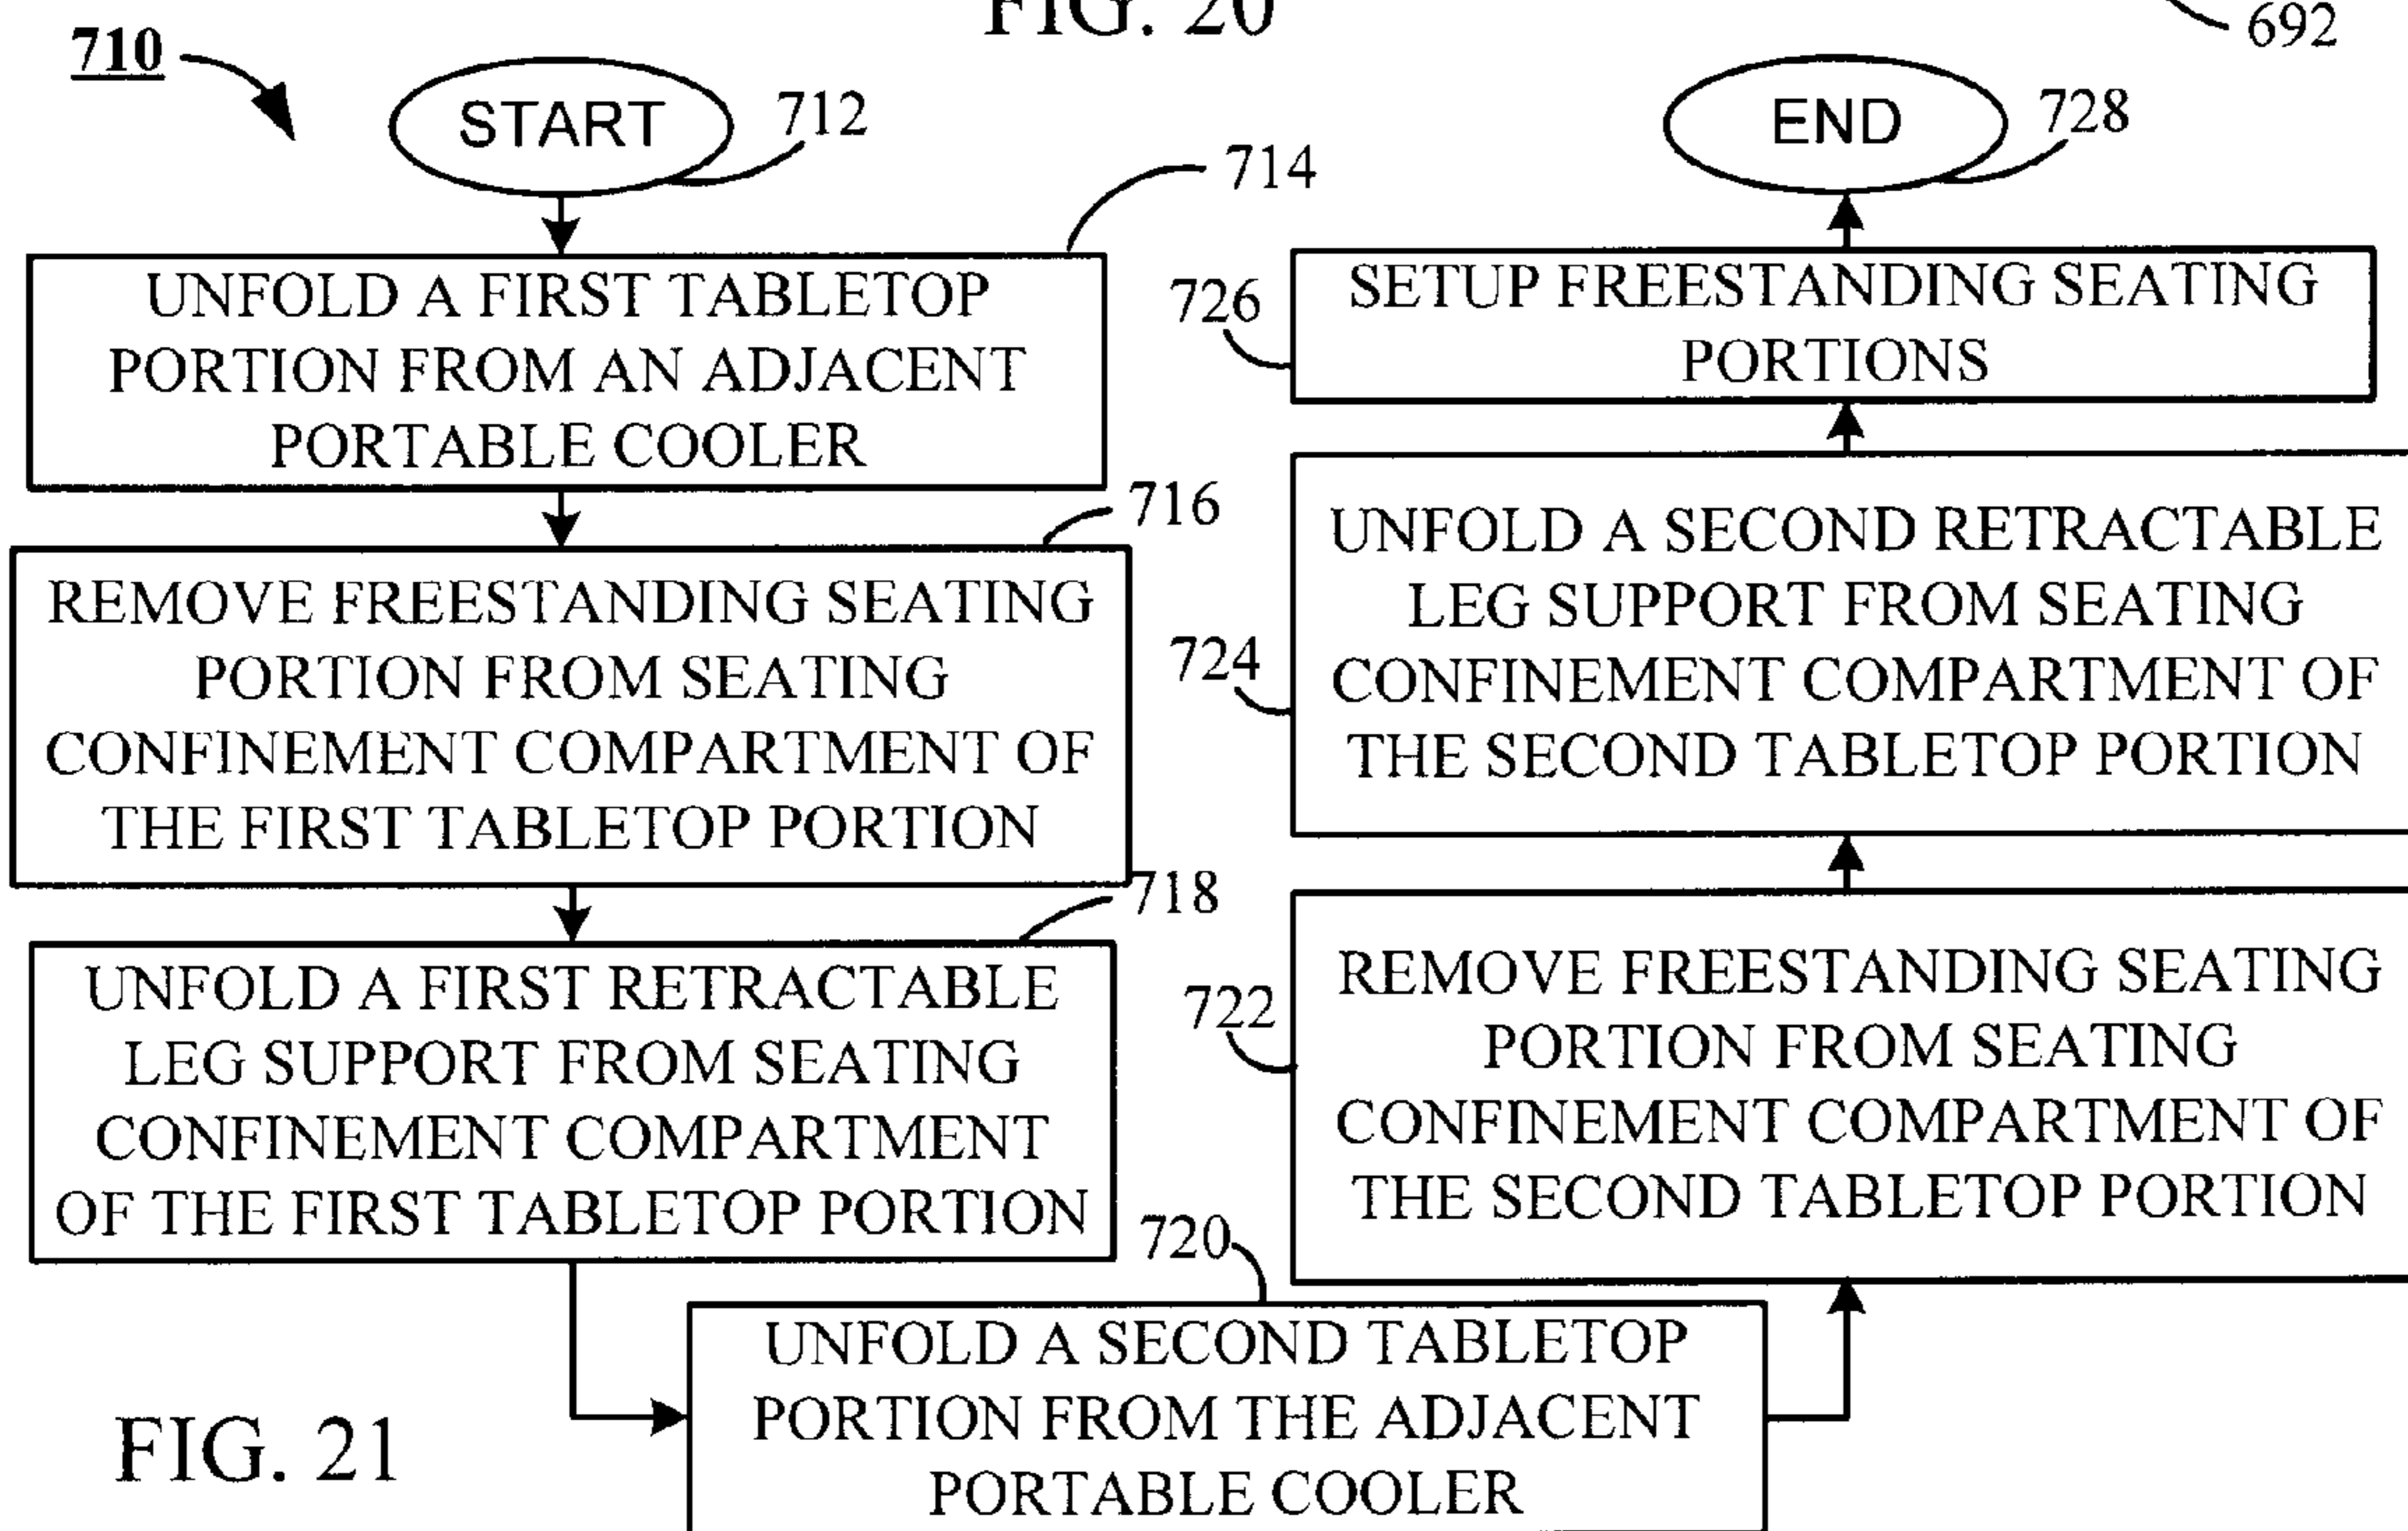 FIG. 20
692
710
START
712
714
UNFOLD A FIRST TABLETOP
PORTION FROM AN ADJACENT
PORTABLE COOLER
716
REMOVE FREESTANDING SEATING
PORTION FROM SEATING
CONFINEMENT COMPARTMENT OF
THE FIRST TABLETOP PORTION
718
UNFOLD A FIRST RETRACTABLE
LEG SUPPORT FROM SEATING
CONFINEMENT COMPARTMENT
OF THE FIRST TABLETOP PORTION
720
UNFOLD A SECOND TABLETOP
PORTION FROM THE ADJACENT
PORTABLE COOLER
722
REMOVE FREESTANDING SEATING
PORTION FROM SEATING
CONFINEMENT COMPARTMENT OF
THE SECOND TABLETOP PORTION
724
UNFOLD A SECOND RETRACTABLE
LEG SUPPORT FROM SEATING
CONFINEMENT COMPARTMENT OF
THE SECOND TABLETOP PORTION
726
SETUP FREESTANDING SEATING
PORTIONS
END
728
FIG. 21